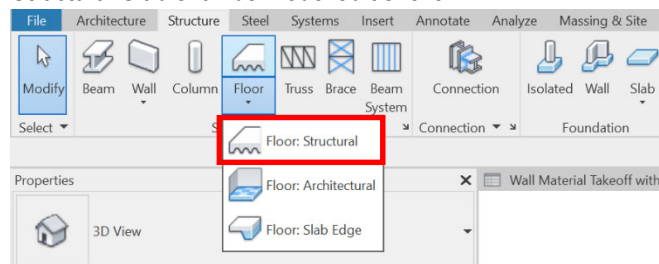 File Architecture Structure Steel Systems Insert Annotate Analyze Massing & Site
Modify Beam Wall Column Floor Truss Brace Beam System Connection Isolated Wall Slab
Select Connection Foundation
Floor: Structural
Properties Wall Material Takeoff with
Floor: Architectural
3D View
Floor: Slab Edge